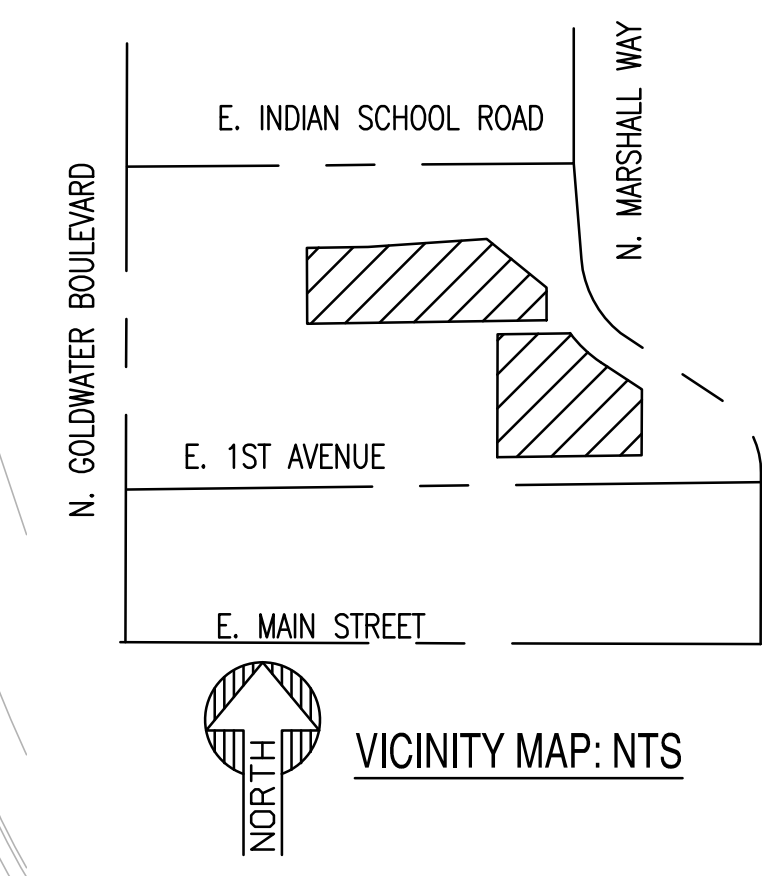 E. INDIAN SCHOOL ROAD
N. MARSHALL WAY
N. GOLDWATER BOULEVARD
E. 1ST AVENUE
E. MAIN STREET
NORTH
VICINITY MAP: NTS